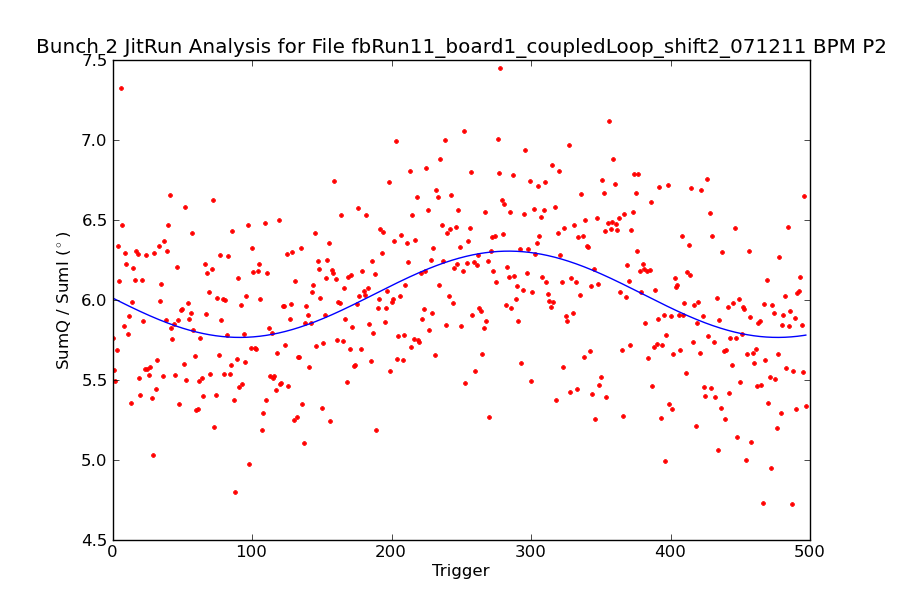 Bunch 2 JitRun Analysis for File fbRun11_board1_coupledLoop_shift2_071211 BPM P2
7.5
7.0
6.5
6.0
5.5
5.0
4.5
SumQ / SumI (°)
0 100 200 300 400 500
Trigger